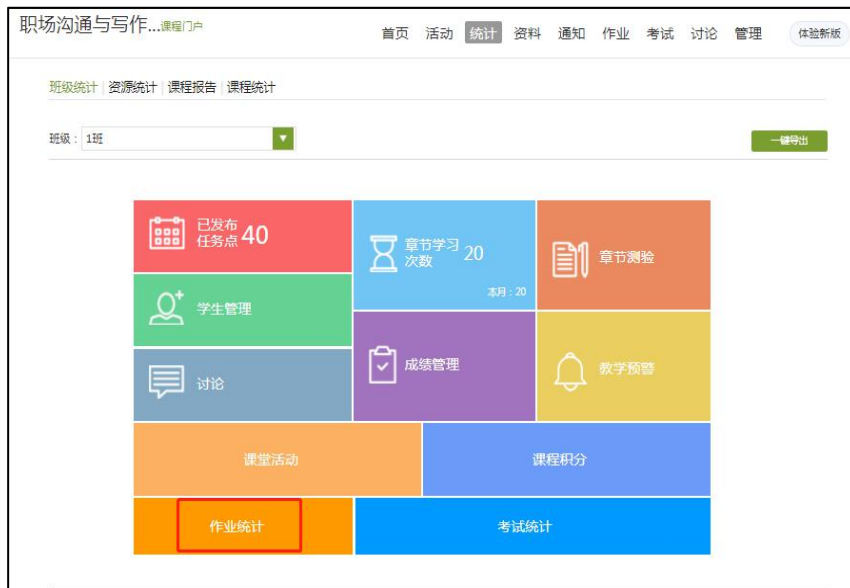 职场沟通与写作...课程门户
首页 活动 统计 资料 通知 作业 考试 讨论 管理 体验新版
班级统计 | 资源统计 | 课程报告 | 课程统计
班级：1班
一键导出
已发布
任务点 40
章节学习
次数 20
本月：20
章节测验
学生管理
成绩管理
教学预警
讨论
课堂活动
课程积分
作业统计
考试统计